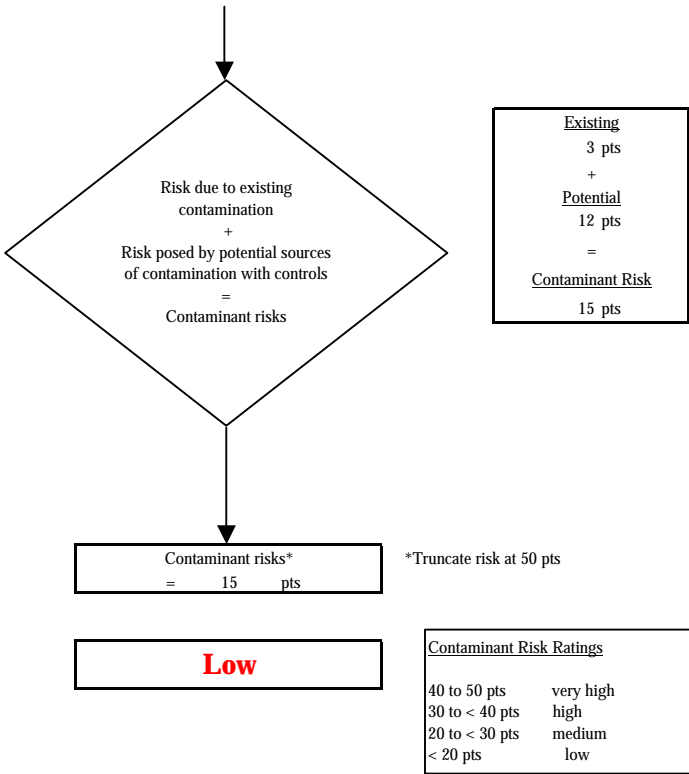 Risk due to existing
contamination
+
Risk posed by potential sources
of contamination with controls
=
Contaminant risks
Existing
3 pts
+
Potential
12 pts
=
Contaminant Risk
15 pts
Contaminant risks*
= 15 pts
*Truncate risk at 50 pts
Low
Contaminant Risk Ratings
40 to 50 pts very high
30 to < 40 pts high
20 to < 30 pts medium
< 20 pts low